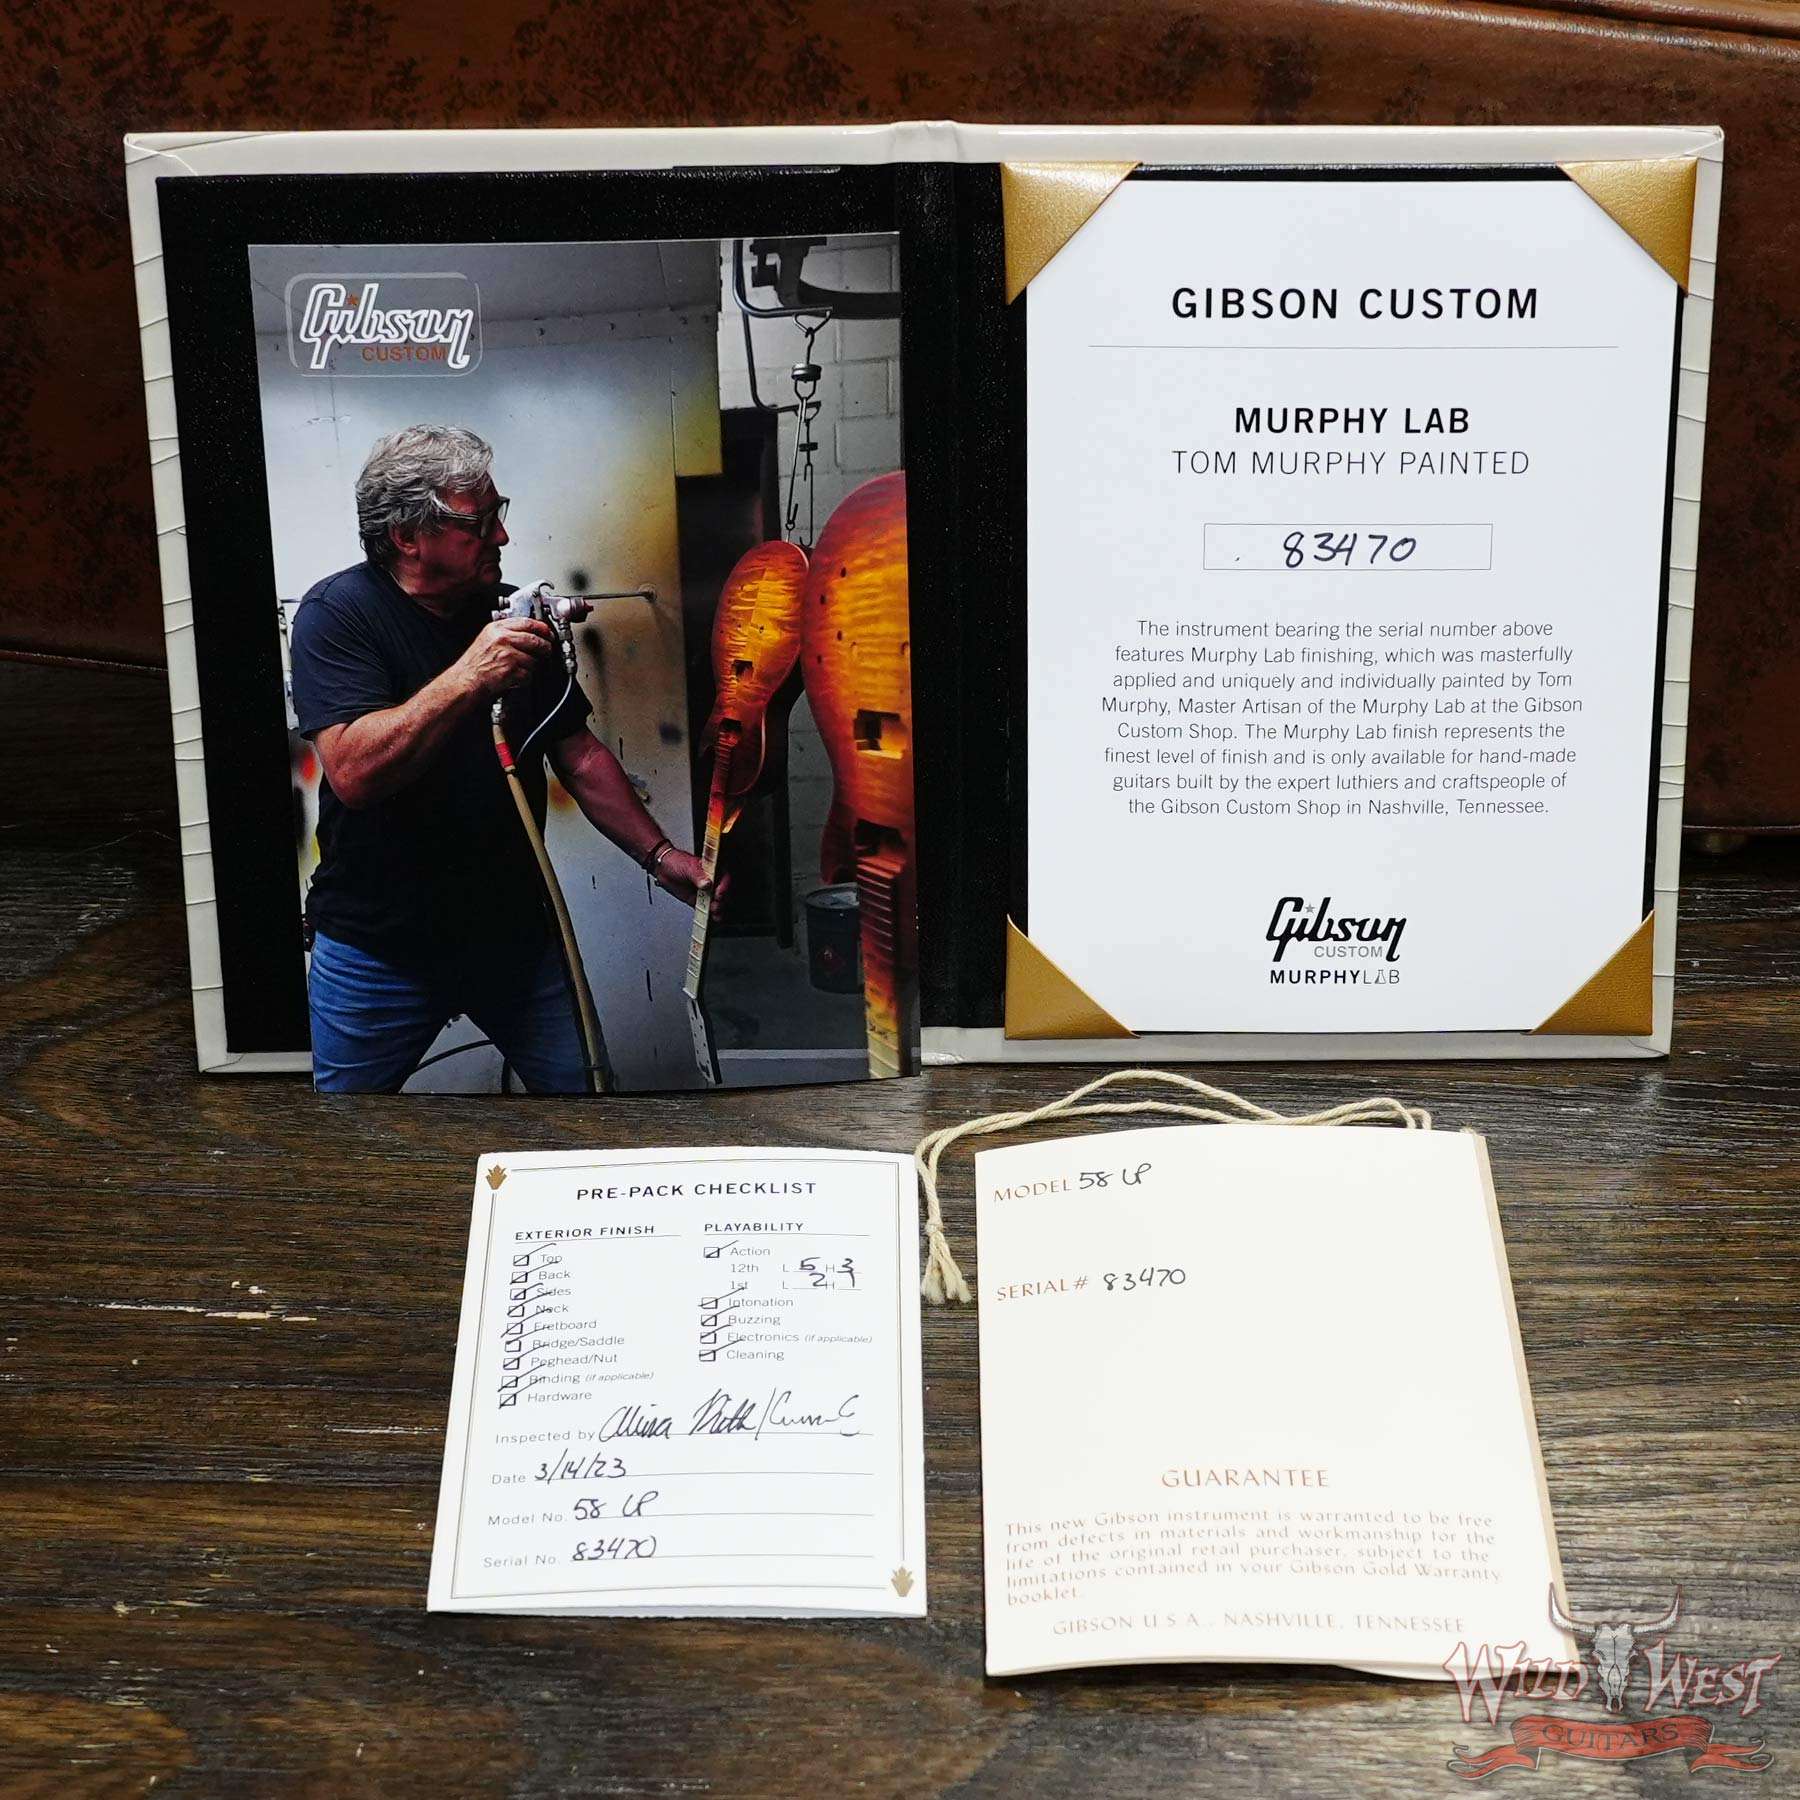 Gibson
CUSTOM
GIBSON CUSTOM
MURPHY LAB
TOM MURPHY PAINTED
83470
The instrument bearing the serial number above
features Murphy Lab finishing, which was masterfully
applied and uniquely and individually painted by Tom
Murphy, Master Artisan of the Murphy Lab at the Gibson
Custom Shop. The Murphy Lab finish represents the
finest level of finish and is only available for hand-made
guitars built by the expert luthiers and craftspeople of
the Gibson Custom Shop in Nashville, Tennessee.
Gibson
CUSTOM
MURPHYLAB
PRE-PACK CHECKLIST
EXTERIOR FINISH
Top
Back
Sides
Neck
Fretboard
Bridge/Saddle
Peghead/Nut
Binding (if applicable)
Hardware
PLAYABILITY
Action
12th L 5 H 3
1st L 2 H 1
Intonation
Buzzing
Electronics (if applicable)
Cleaning
Inspected by
Date 3/14/23
Model No. 58 LP
Serial No. 83470
MODEL 58 LP
SERIAL# 83470
GUARANTEE
This new Gibson instrument is warranted to be free
from defects in materials and workmanship for the
life of the original retail purchaser, subject to the
limitations contained in your Gibson Gold Warranty
booklet.
GIBSON U.S.A., NASHVILLE, TENNESSEE
WILD WEST
GUITARS